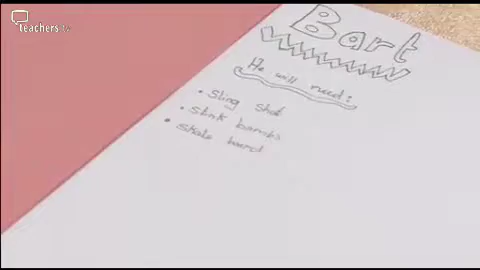 teachers.tv
Bart
He will need:
• Sling shot
• Stink bombs
• Skate board